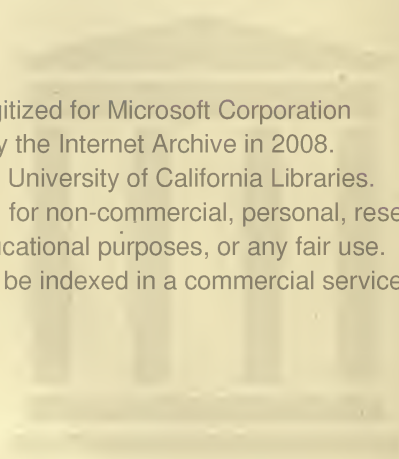 gitized for Microsoft Corporation
y the Internet Archive in 2008.
University of California Libraries.
for non-commercial, personal, rese
ucational purposes, or any fair use.
be indexed in a commercial service